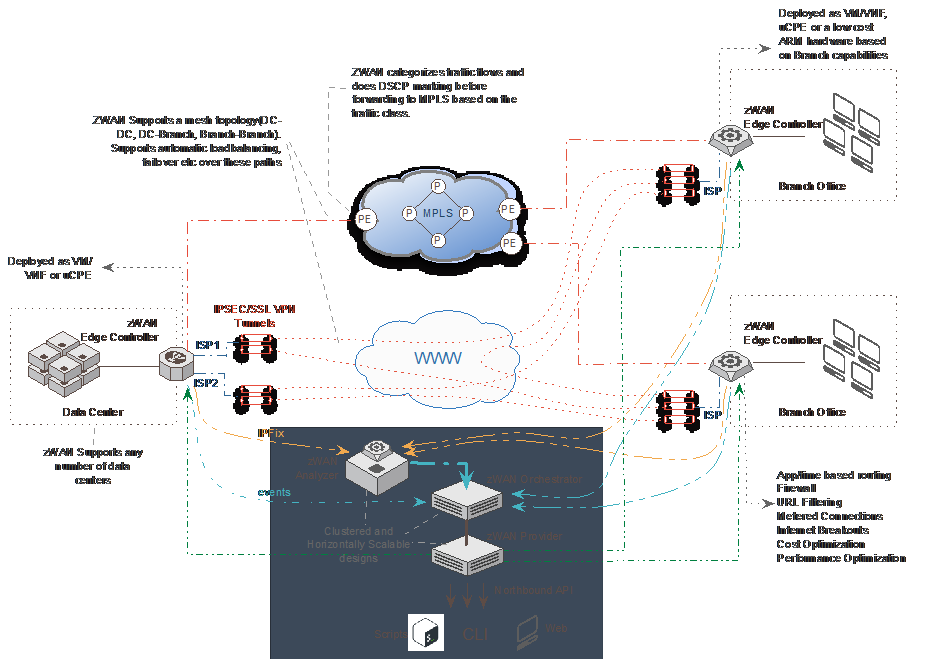 Deployed as VM/VNF,
uCPE or a low cost
ARM hardware based
on Branch capabilities
ZWAN categorizes traffic flows and
does DSCP marking before
forwarding to MPLS based on the
traffic class.
ZWAN Supports a mesh topology(DC-
DC, DC-Branch, Branch-Branch).
Supports automatic load balancing,
failover etc over these paths
zWAN
Edge Controller
ISP
Branch Office
P
P
MPLS
P
P
PE
PE
PE
Deployed as VM/
VNF or uCPE
zWAN
Edge Controller
Data Center
IPSEC/SSL VPN
Tunnels
ISP1
ISP2
WWW
zWAN
Edge Controller
ISP
Branch Office
zWAN Supports any
number of data
centers
IPFix
zWAN
Analyzer
events
zWAN Orchestrator
Clustered and
Horizontally Scalable
designs
zWAN Provider
Northbound API
Scripts
$
CLI
Web
App/time based routing
Firewall
URL Filtering
Metered Connections
Internet Breakouts
Cost Optimization
Performance Optimization